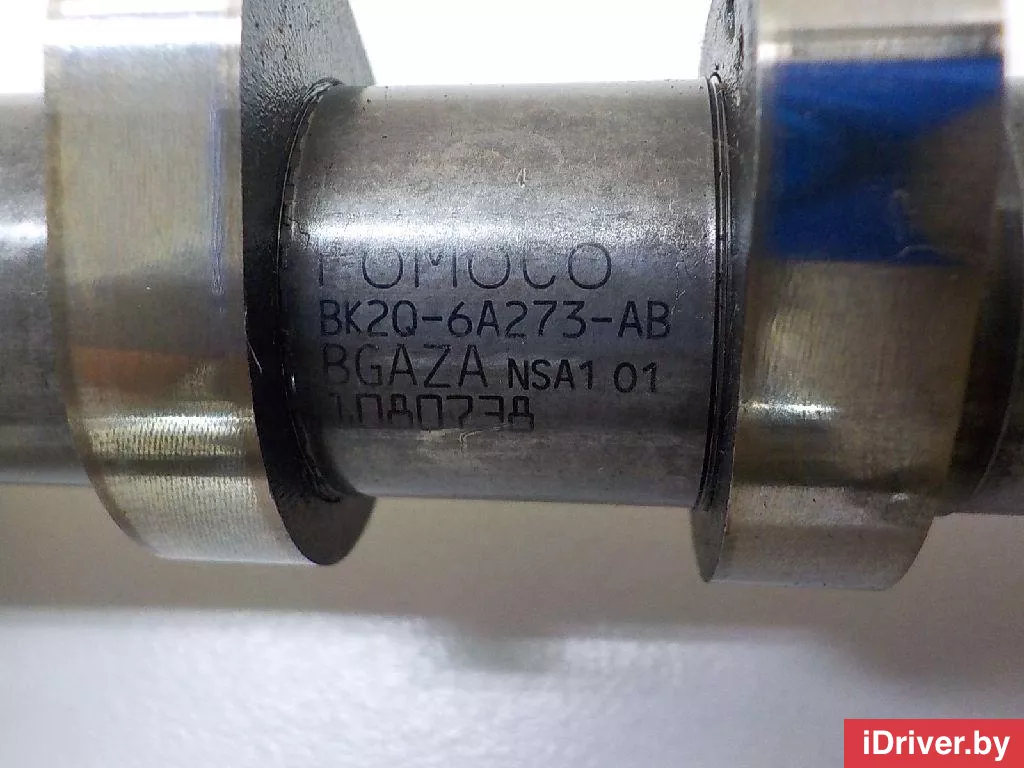 FOMOCO
BK2Q-6A273-AB
BGAZA NSA1 01
iDriver.by